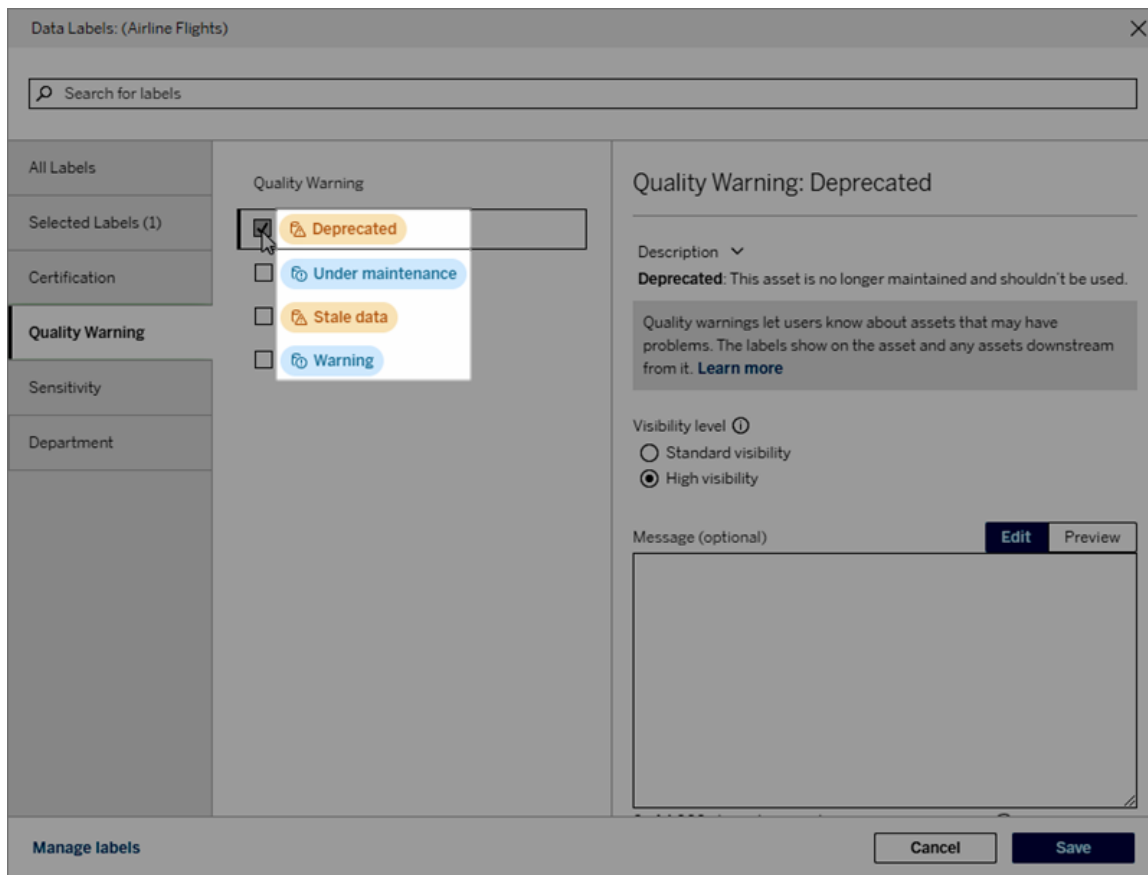 Data Labels: (Airline Flights)
Search for labels
All Labels
Selected Labels (1)
Certification
Quality Warning
Sensitivity
Department
Quality Warning
Deprecated
Under maintenance
Stale data
Warning
Quality Warning: Deprecated
Description
Deprecated: This asset is no longer maintained and shouldn't be used.
Quality warnings let users know about assets that may have
problems. The labels show on the asset and any assets downstream
from it. Learn more
Visibility level
Standard visibility
High visibility
Message (optional)
Edit
Preview
Manage labels
Cancel
Save